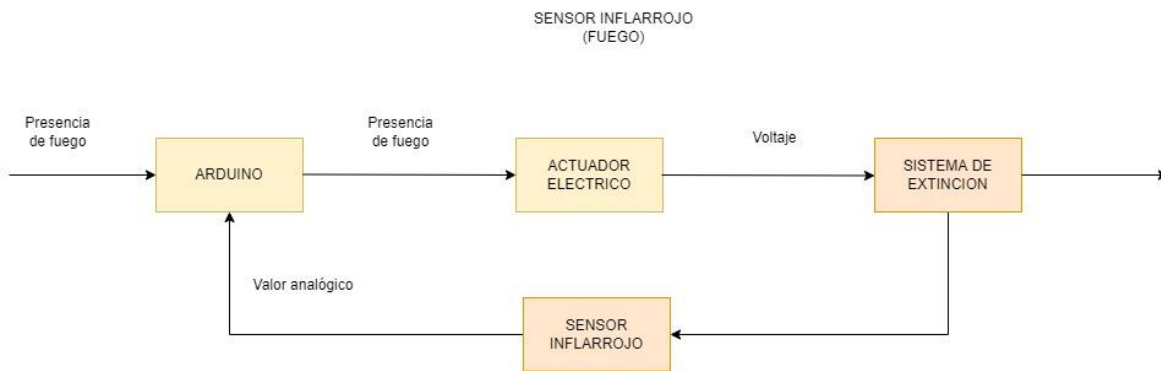 SENSOR INFLARROJO
(FUEGO)
Presencia
de fuego
Presencia
de fuego
Voltaje
ARDUINO
ACTUADOR
ELECTRICO
SISTEMA DE
EXTINCION
Valor analógico
SENSOR
INFLARROJO